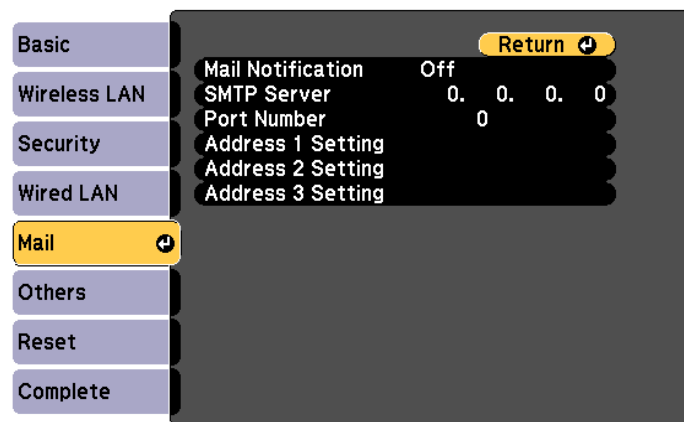 Basic
Wireless LAN
Security
Wired LAN
Mail
Others
Reset
Complete
Return
Mail Notification Off
SMTP Server 0. 0. 0. 0
Port Number 0
Address 1 Setting
Address 2 Setting
Address 3 Setting